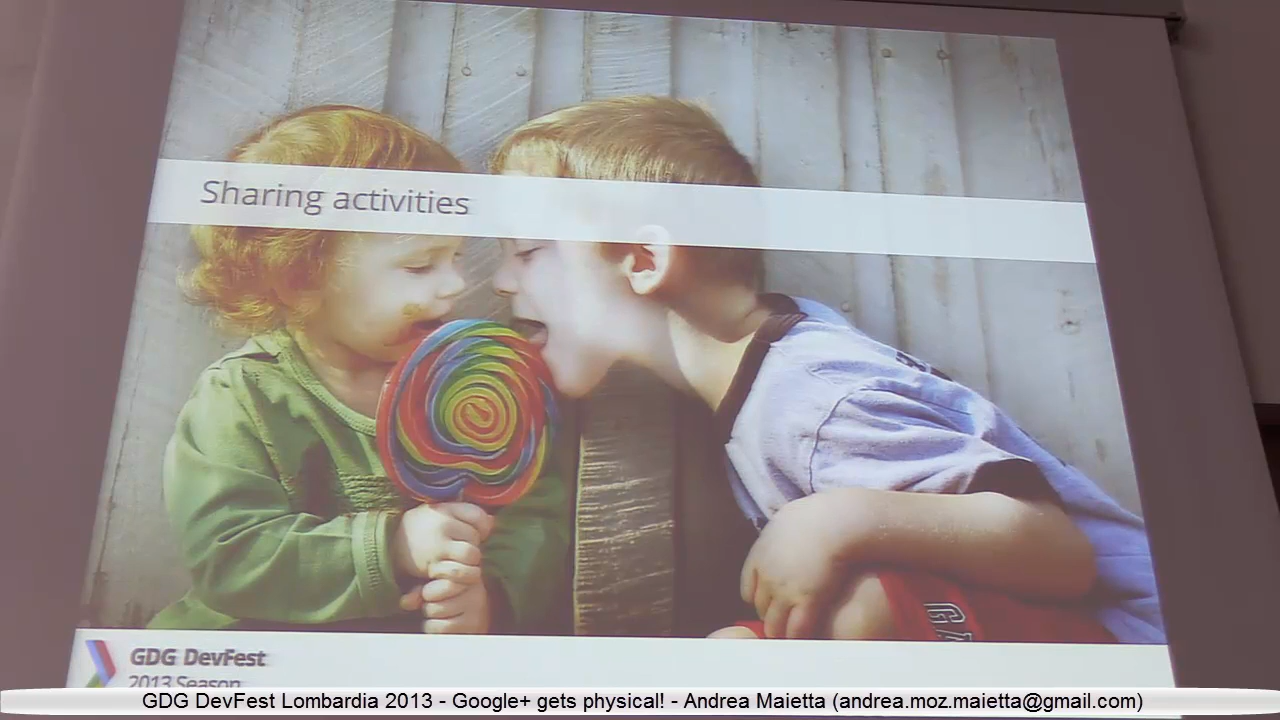 Sharing activities
GDG DevFest
2013 Season
GDG DevFest Lombardia 2013 - Google+ gets physical! - Andrea Maietta (andrea.moz.maietta@gmail.com)